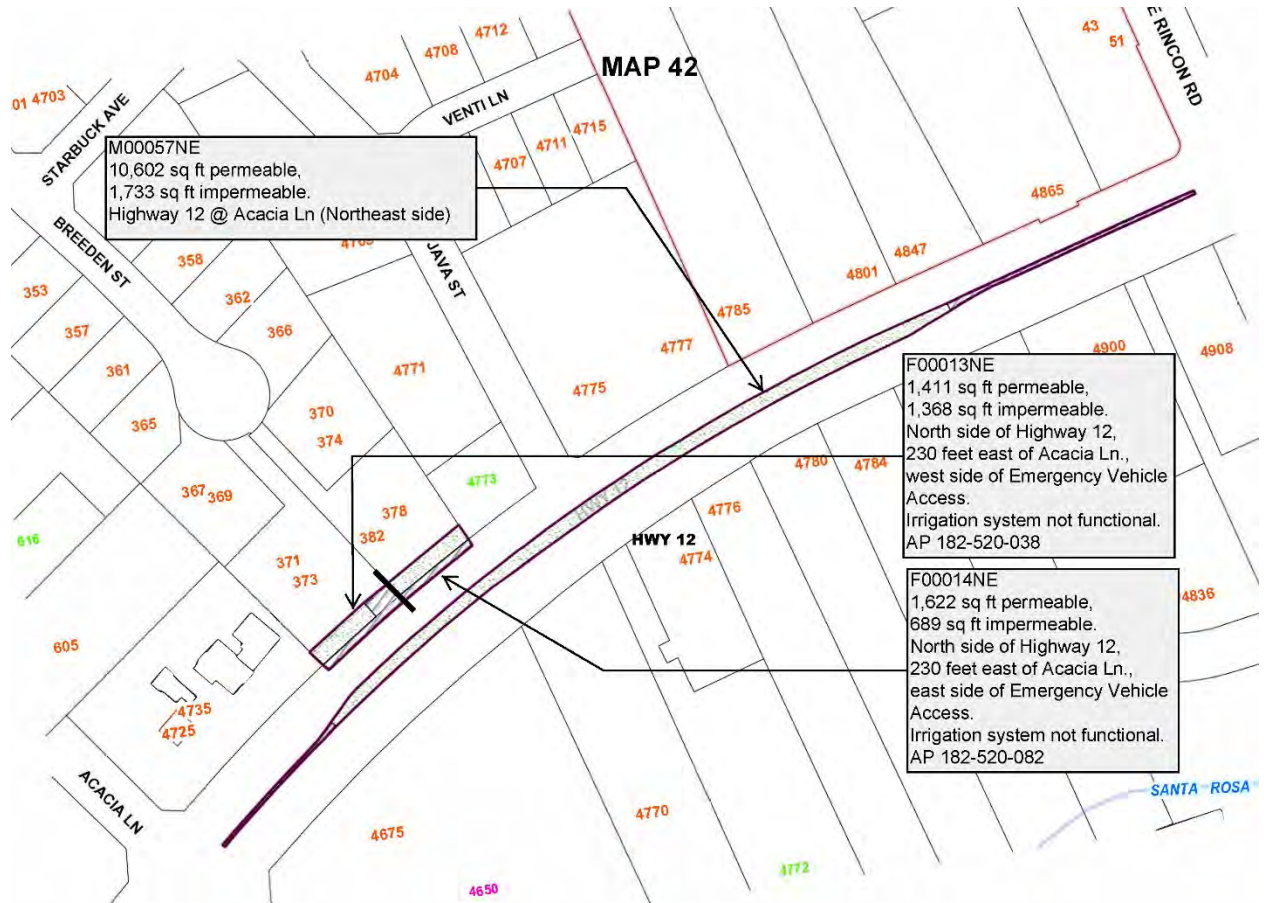 MAP 42
4712
4708
4704
4703
01
43
51
E RINCON RD
STARBUCK AVE
VENTI LN
4715
4711
4707
M00057NE
10,602 sq ft permeable,
1,733 sq ft impermeable.
Highway 12 @ Acacia Ln (Northeast side)
BREEDEN ST
JAVA ST
4865
4847
4801
4785
4777
353
358
362
366
357
361
365
4771
4775
370
374
4773
378
382
367
369
371
373
616
605
4735
4725
ACACIA LN
HWY 12
HWY 12
4900
4908
F00013NE
1,411 sq ft permeable,
1,368 sq ft impermeable.
North side of Highway 12,
230 feet east of Acacia Ln.,
west side of Emergency Vehicle
Access.
Irrigation system not functional.
AP 182-520-038
4780
4784
4776
4774
F00014NE
1,622 sq ft permeable,
689 sq ft impermeable.
North side of Highway 12,
230 feet east of Acacia Ln.,
east side of Emergency Vehicle
Access.
Irrigation system not functional.
AP 182-520-082
4836
SANTA ROSA
4770
4675
4772
4650